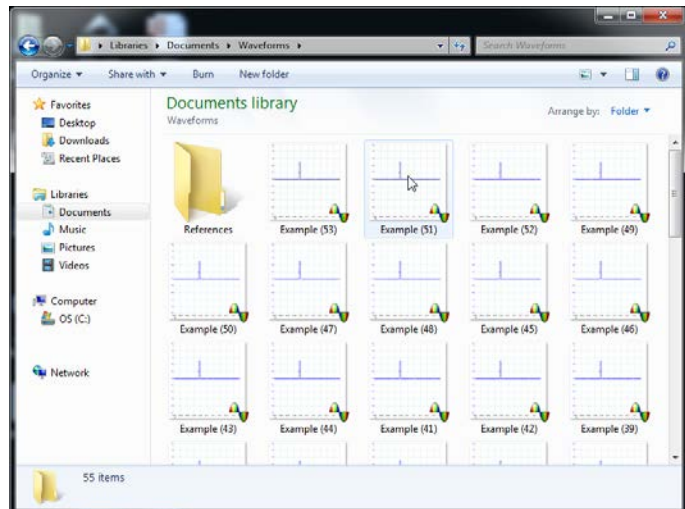 Libraries Documents Waveforms
Search Waveforms
Organize Share with Burn New folder
Favorites
Desktop
Downloads
Recent Places
Libraries
Documents
Music
Pictures
Videos
Computer
OS (C:)
Network
Documents library
Waveforms
Arrange by: Folder
References Example (53) Example (51) Example (52) Example (49)
Example (50) Example (47) Example (48) Example (45) Example (46)
Example (43) Example (44) Example (41) Example (42) Example (39)
55 items